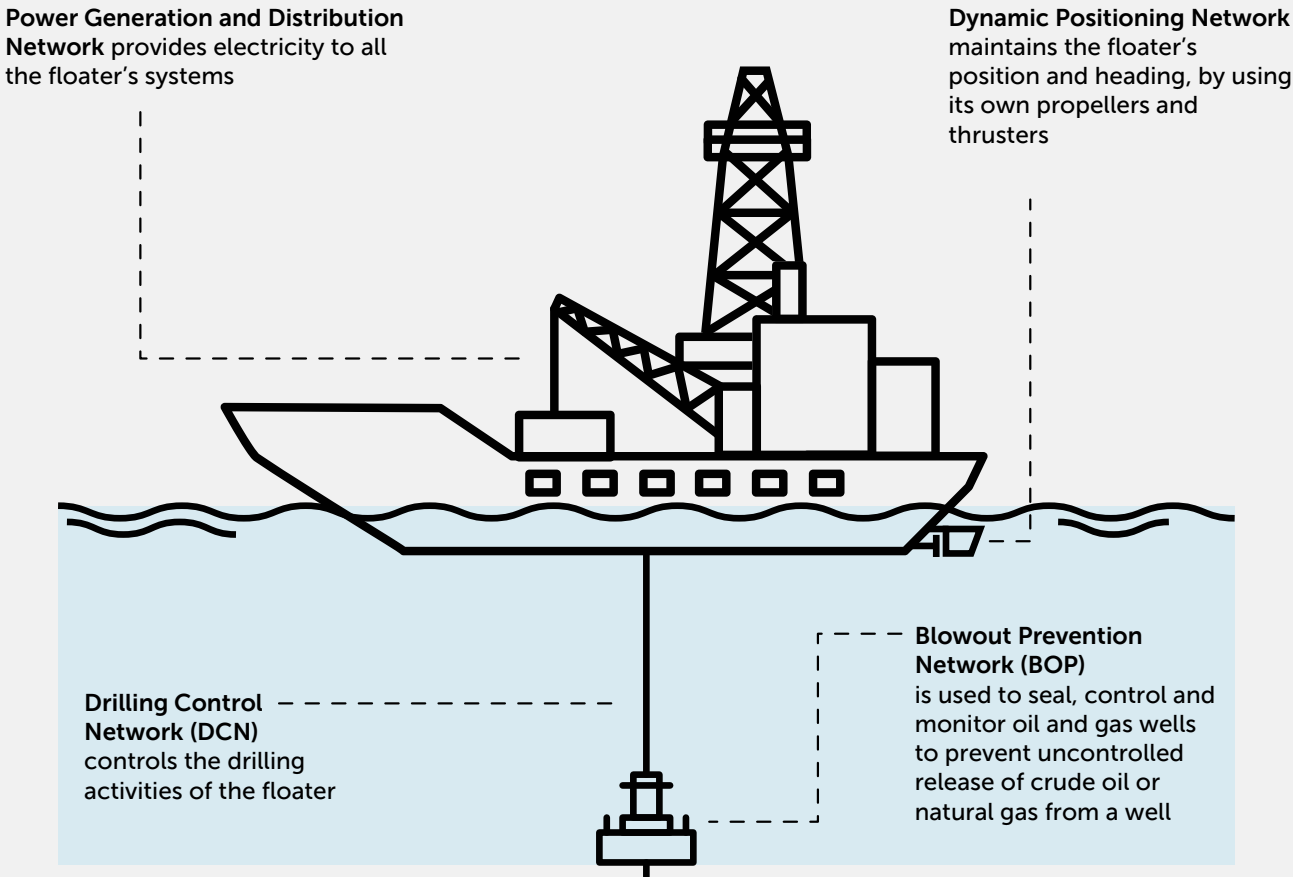 Power Generation and Distribution
Network provides electricity to all
the floater’s systems
Dynamic Positioning Network
maintains the floater’s
position and heading, by using
its own propellers and
thrusters
Drilling Control
Network (DCN)
controls the drilling
activities of the floater
Blowout Prevention
Network (BOP)
is used to seal, control and
monitor oil and gas wells
to prevent uncontrolled
release of crude oil or
natural gas from a well